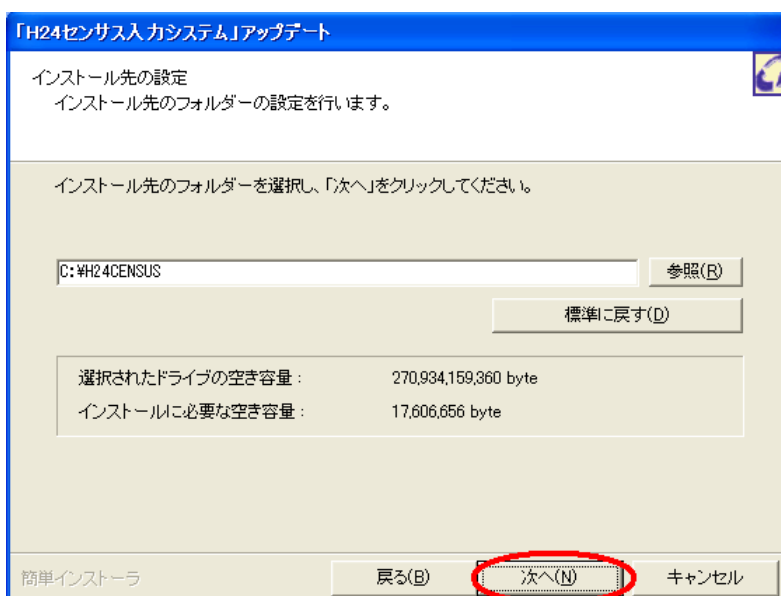 「H24センサス入力システム」アップデート
インストール先の設定
インストール先のフォルダーの設定を行います。
インストール先のフォルダーを選択し、「次へ」をクリックしてください。
C:¥H24CENSUS
参照(R)
標準に戻す(D)
選択されたドライブの空き容量： 270,934,159,360 byte
インストールに必要な空き容量： 17,606,656 byte
簡単インストーラ 戻る(B) 次へ(N) キャンセル